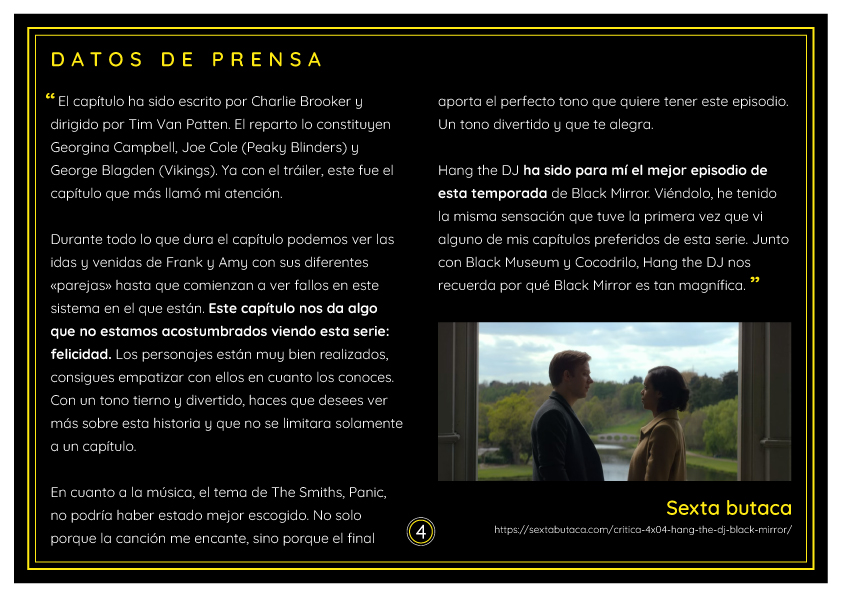 DATOS DE PRENSA
“ El capítulo ha sido escrito por Charlie Brooker y
dirigido por Tim Van Patten. El reparto lo constituyen
Georgina Campbell, Joe Cole (Peaky Blinders) y
George Blagden (Vikings). Ya con el tráiler, este fue el
capítulo que más llamó mi atención.
Durante todo lo que dura el capítulo podemos ver las
idas y venidas de Frank y Amy con sus diferentes
«parejas» hasta que comienzan a ver fallos en este
sistema en el que están. Este capítulo nos da algo
que no estamos acostumbrados viendo esta serie:
felicidad. Los personajes están muy bien realizados,
consigues empatizar con ellos en cuanto los conoces.
Con un tono tierno y divertido, haces que desees ver
más sobre esta historia y que no se limitara solamente
a un capítulo.
En cuanto a la música, el tema de The Smiths, Panic,
no podría haber estado mejor escogido. No solo
porque la canción me encante, sino porque el final
aporta el perfecto tono que quiere tener este episodio.
Un tono divertido y que te alegra.
Hang the DJ ha sido para mí el mejor episodio de
esta temporada de Black Mirror. Viéndolo, he tenido
la misma sensación que tuve la primera vez que vi
alguno de mis capítulos preferidos de esta serie. Junto
con Black Museum y Cocodrilo, Hang the DJ nos
recuerda por qué Black Mirror es tan magnífica. ”
Sexta butaca
https://sextabutaca.com/critica-4x04-hang-the-dj-black-mirror/
4